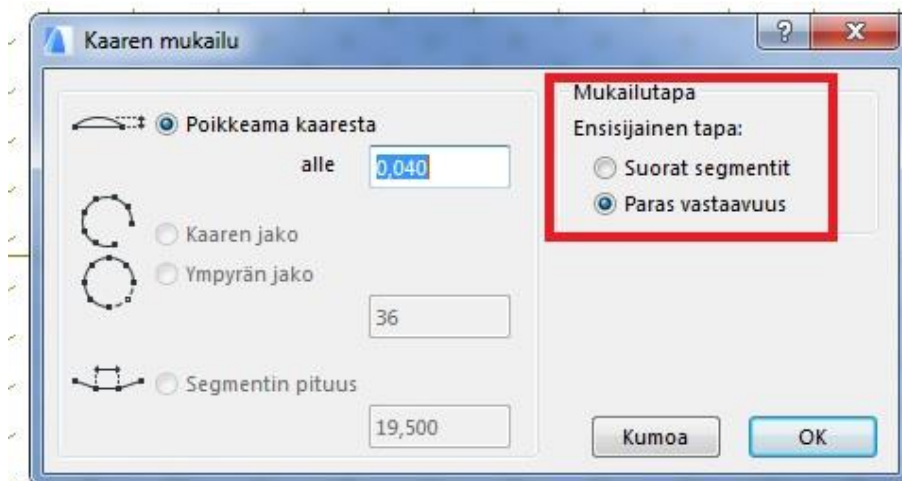 Kaaren mukailu
Poikkeama kaaresta
alle 0,040
Kaaren jako
Ympyrän jako
36
Segmentin pituus
19,500
Mukailutapa
Ensisijainen tapa:
Suorat segmentit
Paras vastaavuus
Kumoa OK